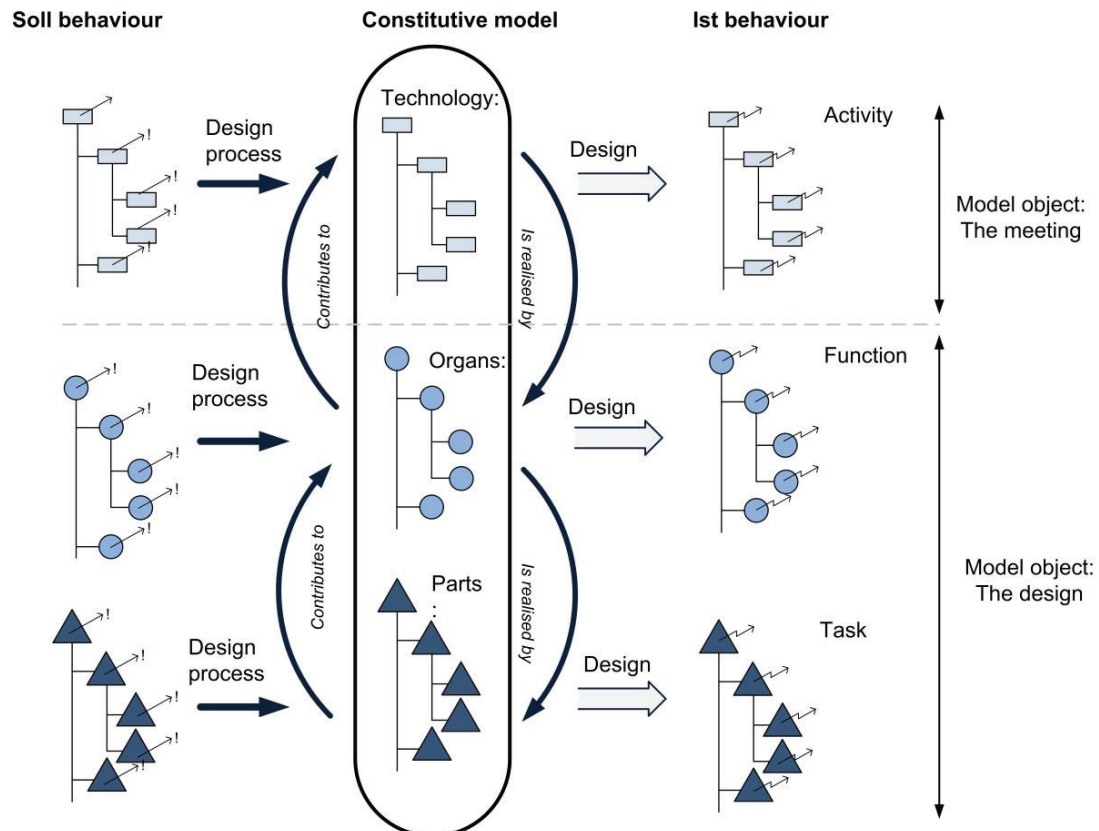 Soll behaviour
Constitutive model
Ist behaviour
Technology:
Activity
Design
process
Design
Contributes to
Is realised by
Model object:
The meeting
!
!
!
!
!
Organs:
Function
Design
process
Design
!
!
!
!
!
Contributes to
Is realised by
Model object:
The design
Parts
:
Task
Design
process
Design
!
!
!
!
!